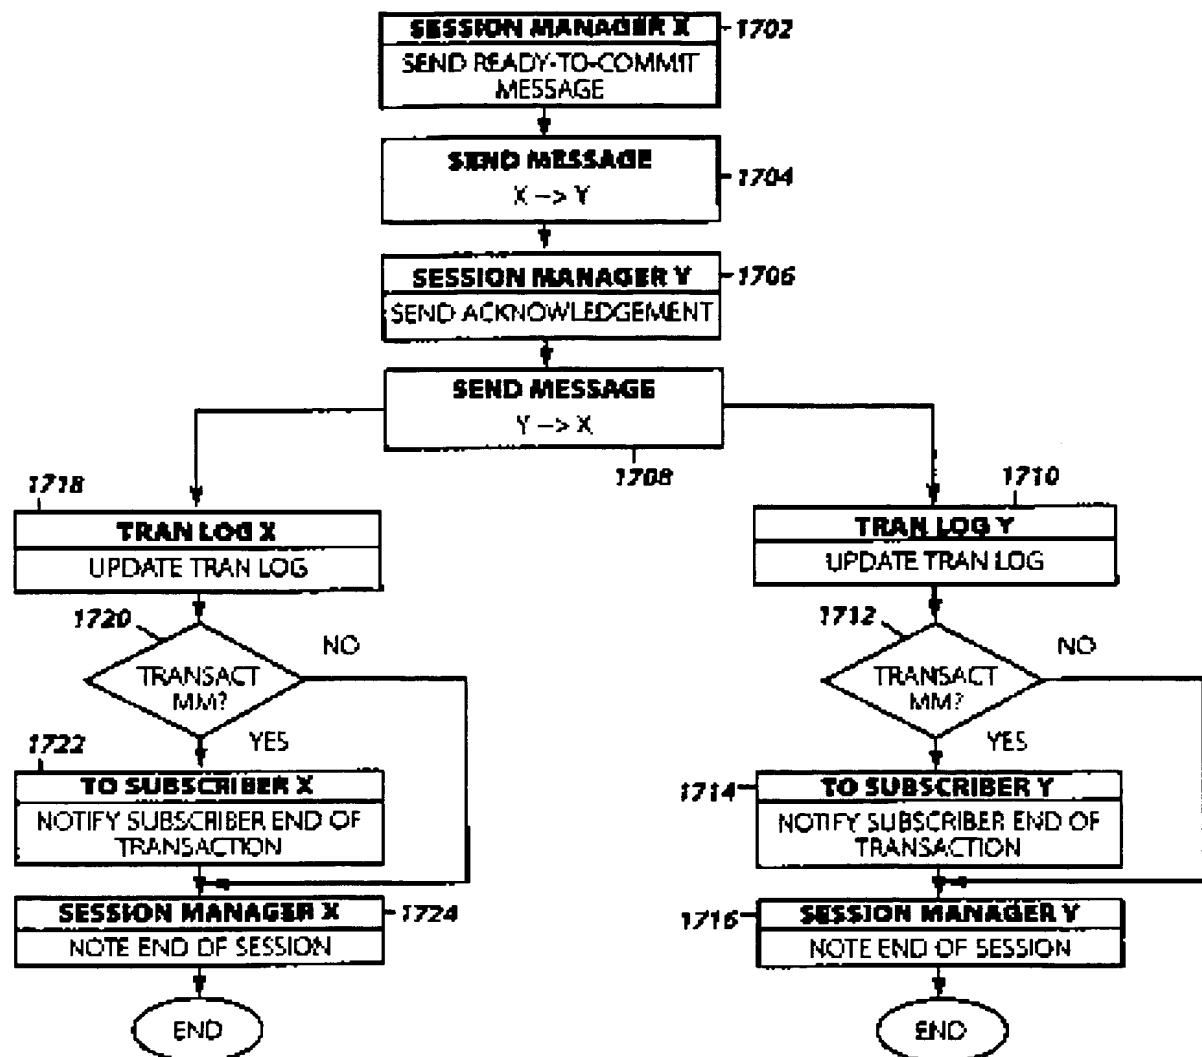 SESSION MANAGER X
1702
SEND READY-TO-COMMIT
MESSAGE
SEND MESSAGE
1704
X --> Y
SESSION MANAGER Y
1706
SEND ACKNOWLEDGEMENT
SEND MESSAGE
Y --> X
1708
1718
TRAN LOG X
UPDATE TRAN LOG
1720
NO
TRANSACT
MM?
YES
1722
TO SUBSCRIBER X
NOTIFY SUBSCRIBER END OF
TRANSACTION
SESSION MANAGER X
1724
NOTE END OF SESSION
END
1710
TRAN LOG Y
UPDATE TRAN LOG
1712
NO
TRANSACT
MM?
YES
1714
TO SUBSCRIBER Y
NOTIFY SUBSCRIBER END OF
TRANSACTION
1716
SESSION MANAGER Y
NOTE END OF SESSION
END